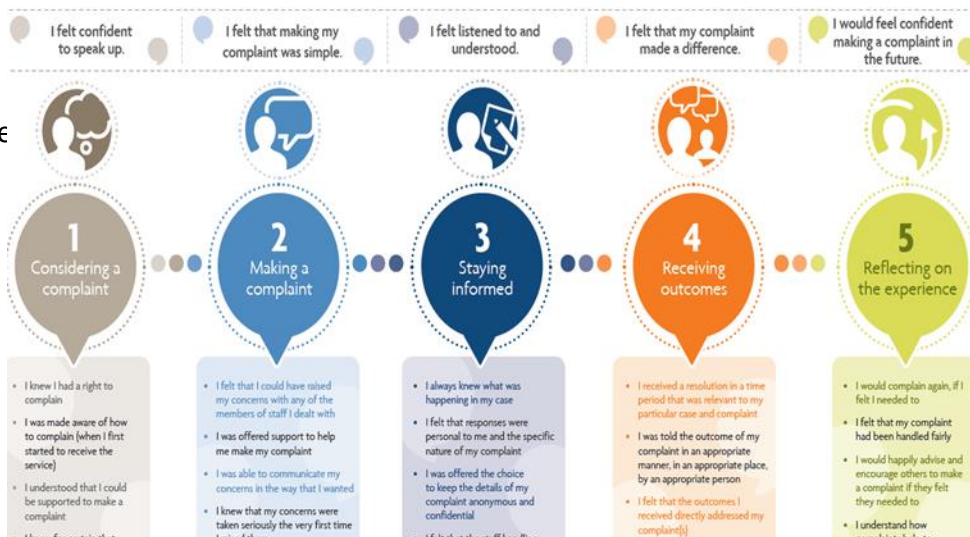 I felt confident
to speak up.
I felt that making my
complaint was simple.
I felt listened to and
understood.
I felt that my complaint
made a difference.
I would feel confident
making a complaint in
the future.
e
1
Considering a
complaint
2
Making a
complaint
3
Staying
informed
4
Receiving
outcomes
5
Reflecting on
the experience
• I knew I had a right to
complain
• I was made aware of how
to complain (when I first
started to receive the
service)
• I understood that I could
be supported to make a
complaint
• I felt that I could have raised
my concerns with any of the
members of staff I dealt with
• I was offered support to help
me make my complaint
• I was able to communicate my
concerns in the way that I wanted
• I knew that my concerns were
taken seriously the very first time
• I always knew what was
happening in my case
• I felt that responses were
personal to me and the specific
nature of my complaint
• I was offered the choice
to keep the details of my
complaint anonymous and
confidential
• I received a resolution in a time
period that was relevant to my
particular case and complaint
• I was told the outcome of my
complaint in an appropriate
manner, in an appropriate place,
by an appropriate person
• I felt that the outcomes I
received directly addressed my
complaint(s)
• I would complain again, if I
felt I needed to
• I felt that my complaint
had been handled fairly
• I would happily advise and
encourage others to make
a complaint if they felt
they needed to
• I understand how